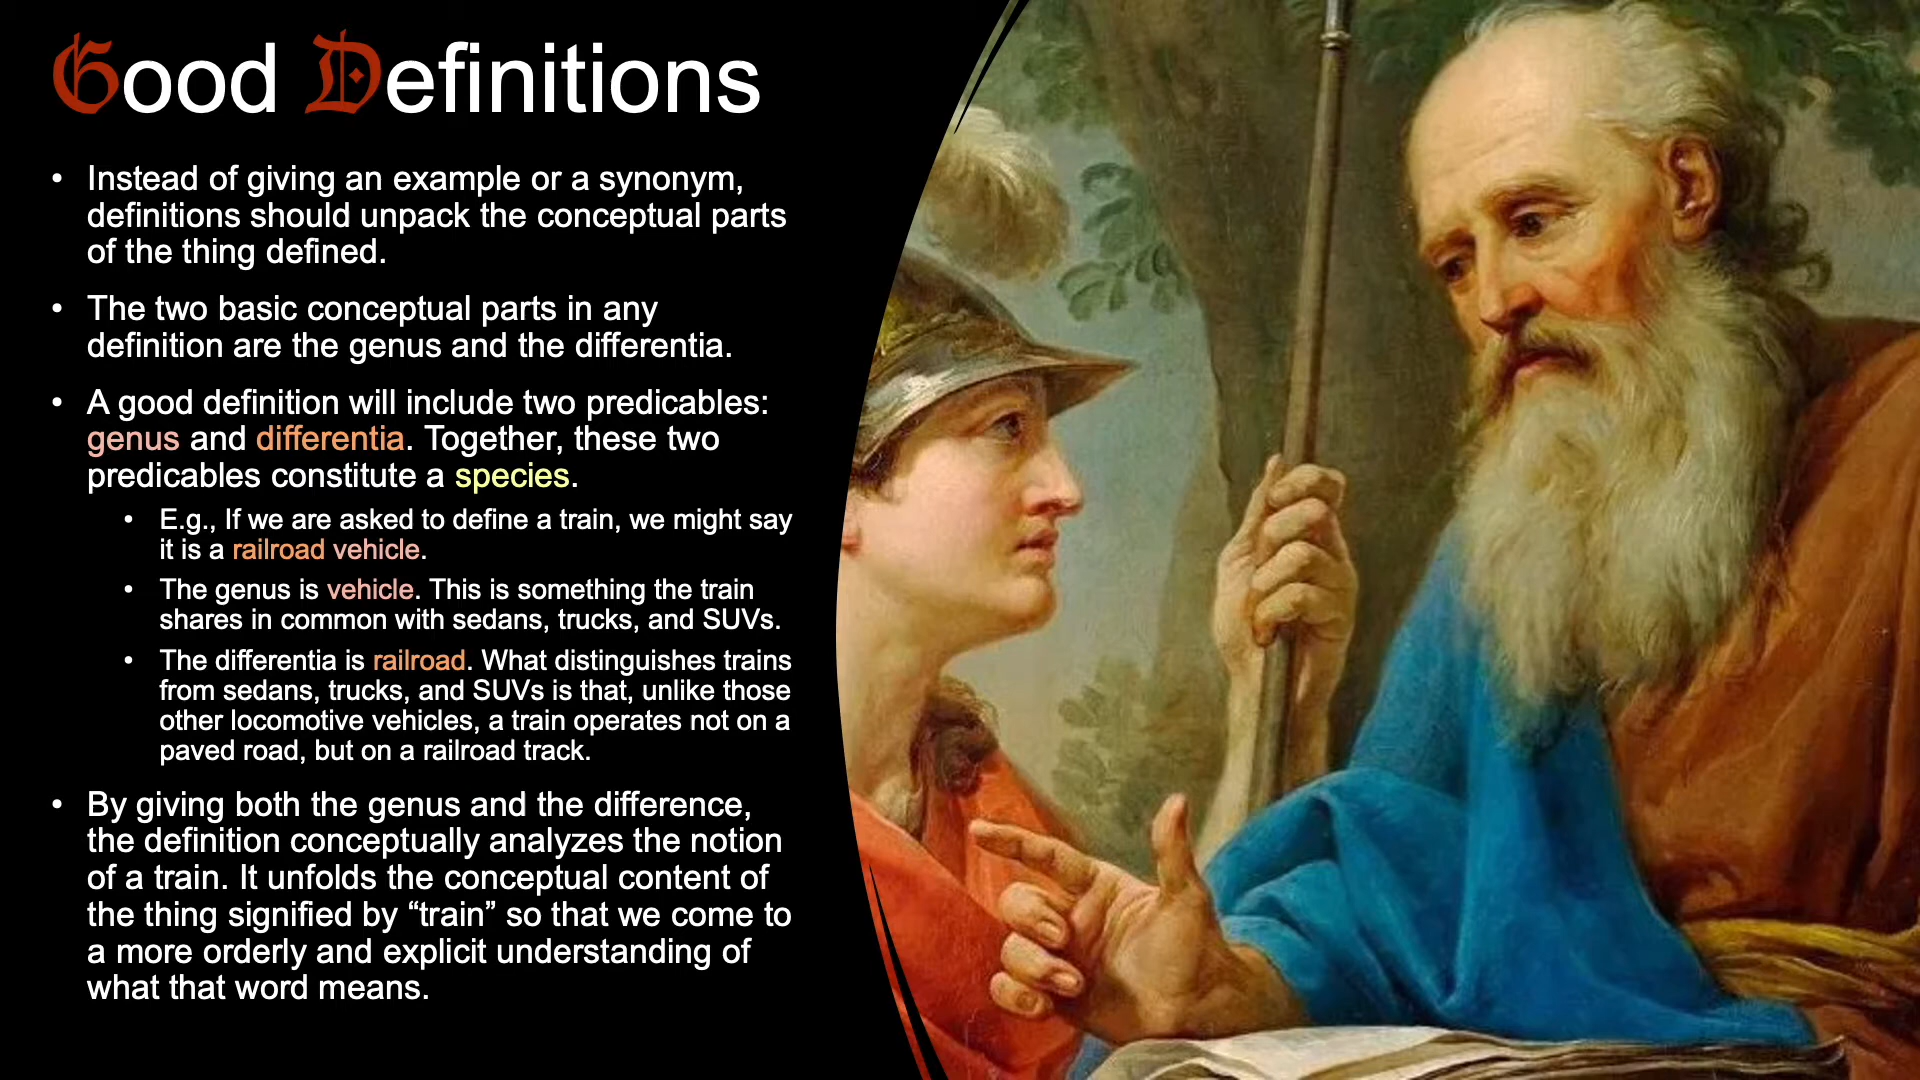 Good Definitions
• Instead of giving an example or a synonym,
definitions should unpack the conceptual parts
of the thing defined.
• The two basic conceptual parts in any
definition are the genus and the differentia.
• A good definition will include two predicables:
genus and differentia. Together, these two
predicables constitute a species.
• E.g., If we are asked to define a train, we might say
it is a railroad vehicle.
• The genus is vehicle. This is something the train
shares in common with sedans, trucks, and SUVs.
• The differentia is railroad. What distinguishes trains
from sedans, trucks, and SUVs is that, unlike those
other locomotive vehicles, a train operates not on a
paved road, but on a railroad track.
• By giving both the genus and the difference,
the definition conceptually analyzes the notion
of a train. It unfolds the conceptual content of
the thing signified by “train” so that we come to
a more orderly and explicit understanding of
what that word means.